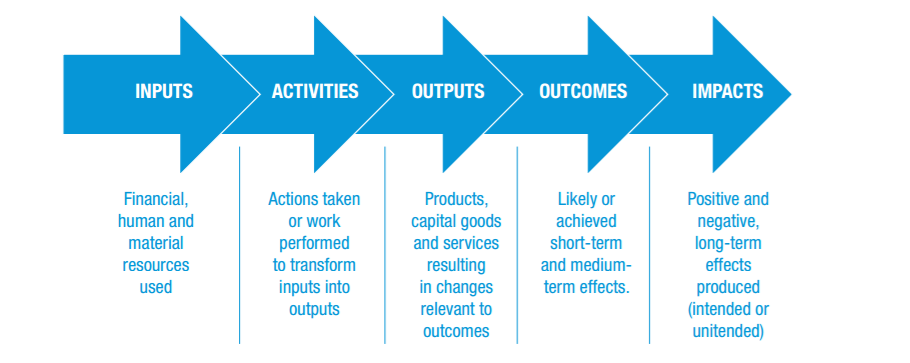 INPUTS
ACTIVITIES
OUTPUTS
OUTCOMES
IMPACTS
Financial,
human and
material
resources
used
Actions taken
or work
performed
to transform
inputs into
outputs
Products,
capital goods
and services
resulting
in changes
relevant to
outcomes
Likely or
achieved
short-term
and medium-
term effects.
Positive and
negative,
long-term
effects
produced
(intended or
unitended)